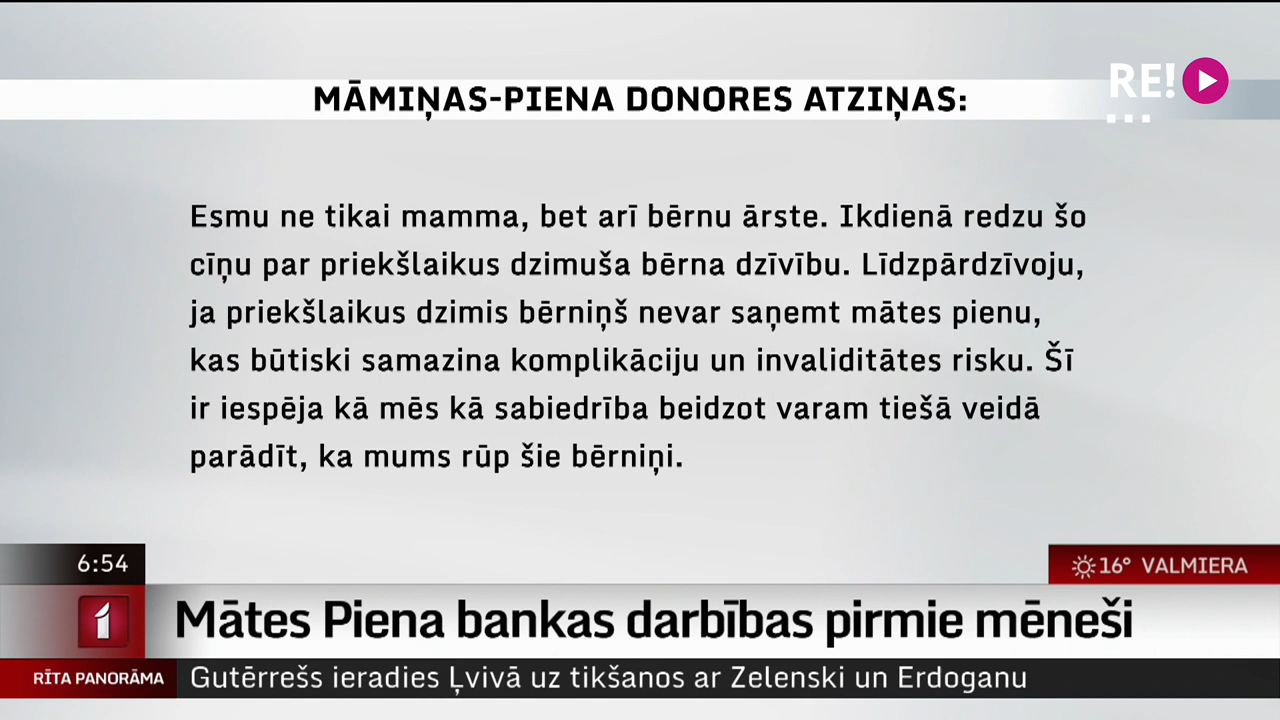 RE!
MĀMIŅAS-PIENA DONORES ATZIŅAS:
Esmu ne tikai mamma, bet arī bērnu ārste. Ikdienā redzu šo
cīņu par priekšlaikus dzimuša bērna dzīvību. Līdzpārdzīvoju,
ja priekšlaikus dzimis bērniņš nevar saņemt mātes pienu,
kas būtiski samazina komplikāciju un invaliditātes risku. Šī
ir iespēja kā mēs kā sabiedrība beidzot varam tiešā veidā
parādīt, ka mums rūp šie bērniņi.
6:54
16° VALMIERA
1
Mātes Piena bankas darbības pirmie mēneši
RĪTA PANORĀMA
Gutērrešs ieradies Ļvivā uz tikšanos ar Zelenski un Erdoganu